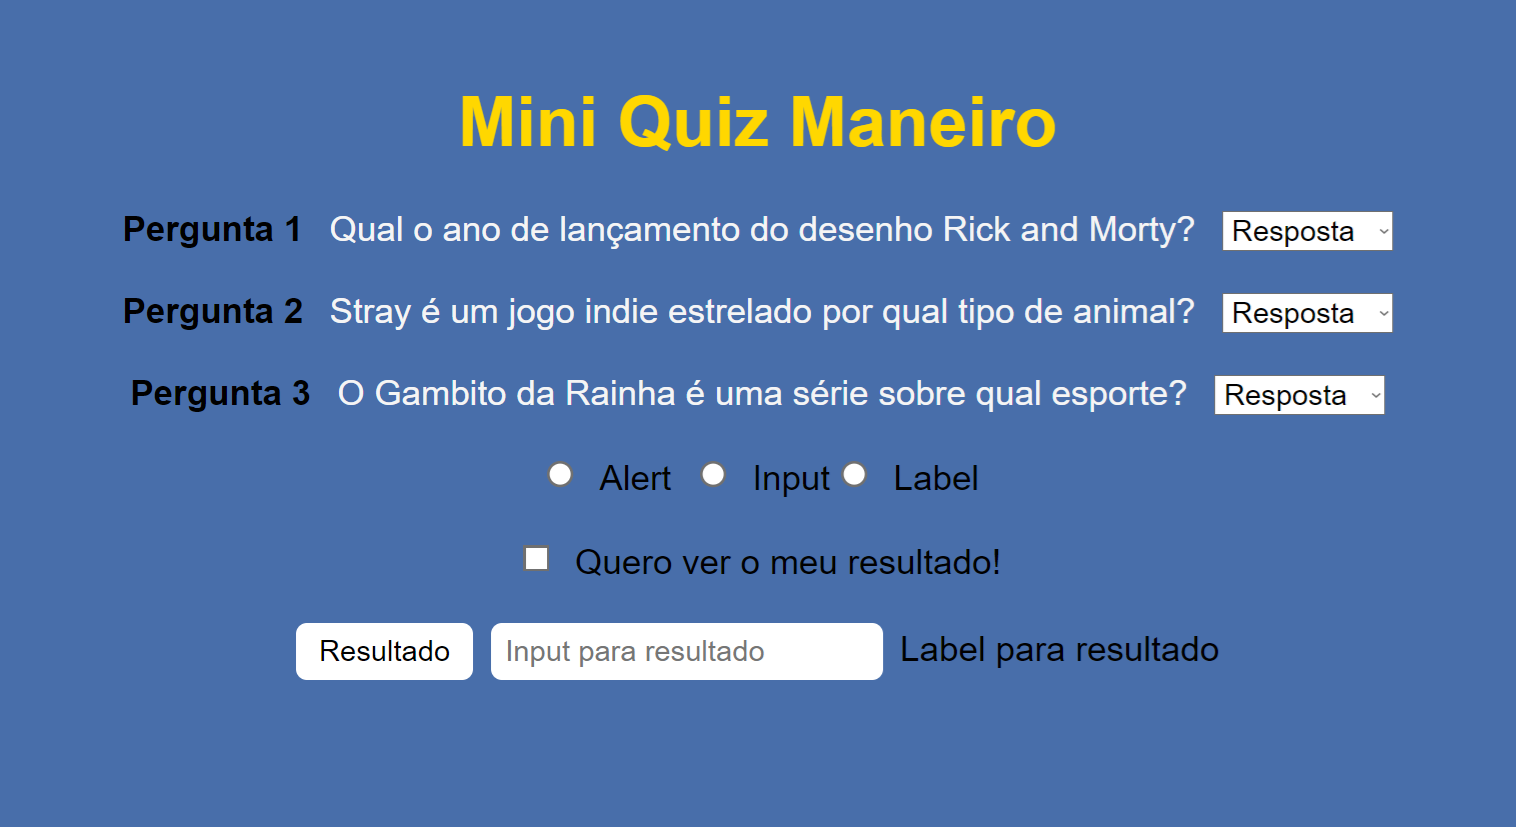 Mini Quiz Maneiro
Pergunta 1 Qual o ano de lançamento do desenho Rick and Morty? Resposta
Pergunta 2 Stray é um jogo indie estrelado por qual tipo de animal? Resposta
Pergunta 3 O Gambito da Rainha é uma série sobre qual esporte? Resposta
Alert Input Label
Quero ver o meu resultado!
Resultado Input para resultado Label para resultado